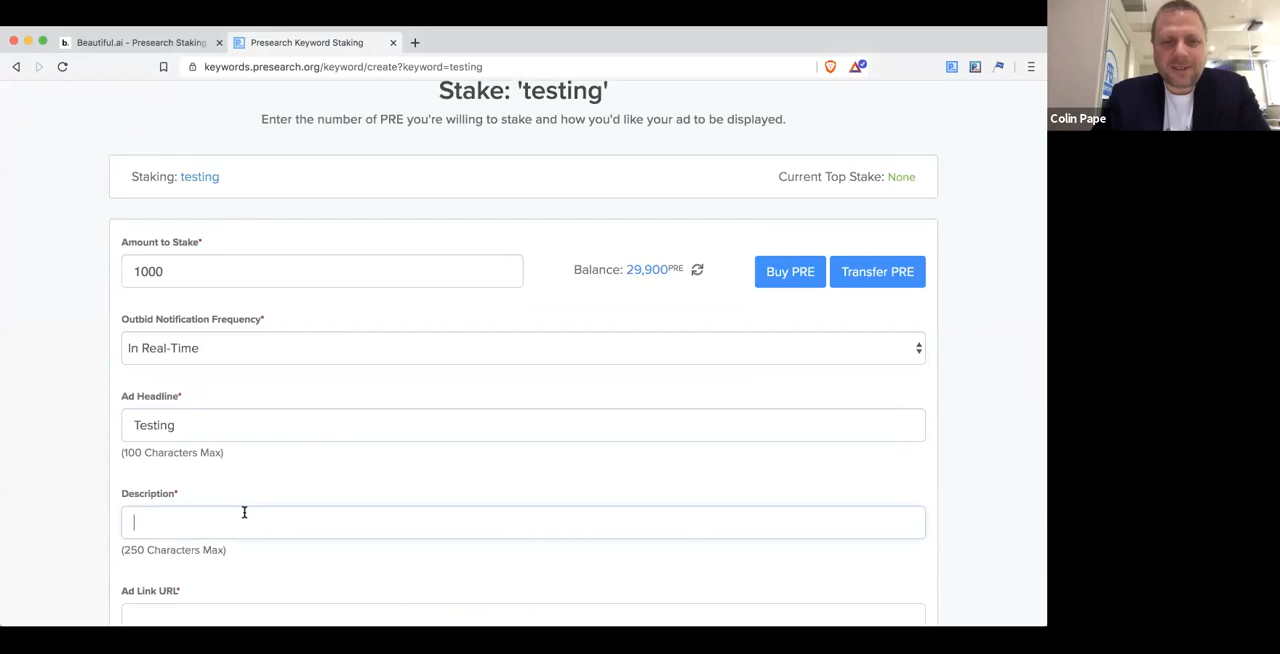 Beautiful.ai - Presearch Staking
Presearch Keyword Staking
keywords.presearch.org/keyword/create?keyword=testing
Colin Pape
Stake: 'testing'
Enter the number of PRE you're willing to stake and how you'd like your ad to be displayed.
Staking: testing
Current Top Stake: None
Amount to Stake*
1000
Balance: 29,900PRE
Buy PRE
Transfer PRE
Outbid Notification Frequency*
In Real-Time
Ad Headline*
Testing
(100 Characters Max)
Description*
(250 Characters Max)
Ad Link URL*